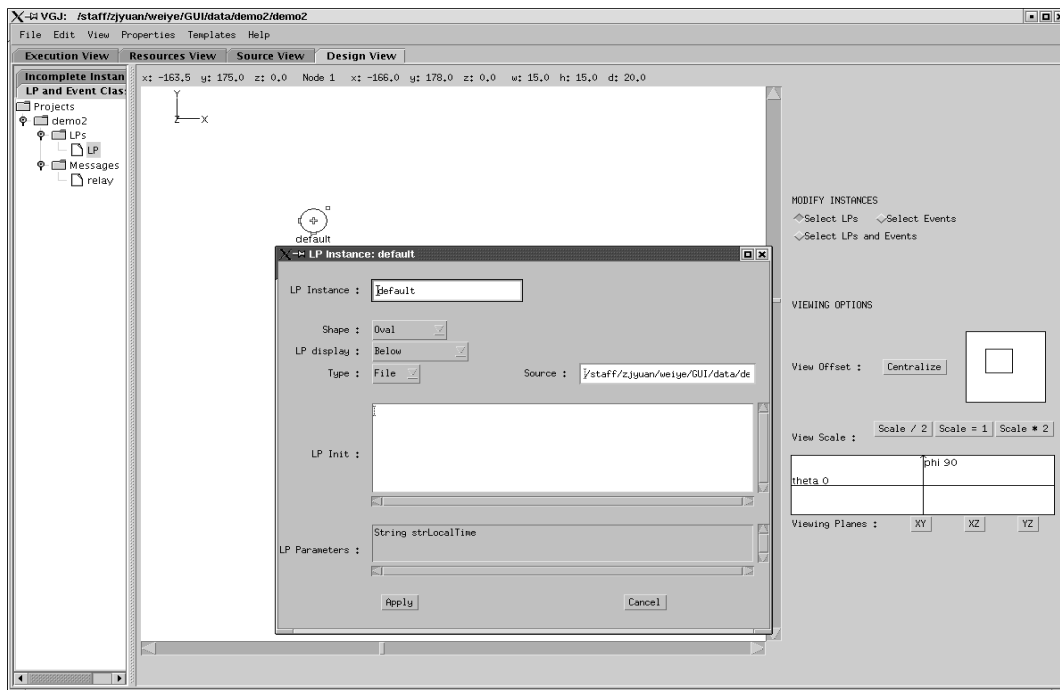 VGJ: /staff/zjyuan/weiye/GUI/data/demo2/demo2
File Edit View Properties Templates Help
Execution View Resources View Source View Design View
Incomplete Instan
LP and Event Clas
Projects
demo2
LPs
LP
Messages
relay
x: -163.5 y: 175.0 z: 0.0 Node 1 x: -166.0 y: 178.0 z: 0.0 w: 15.0 h: 15.0 d: 20.0
Y
Z X
default
LP Instance: default
LP Instance : default
Shape : Oval
LP display : Below
Type : File Source : /staff/zjyuan/weiye/GUI/data/de
LP Init :
String strLocalTime
LP Parameters :
Apply Cancel
MODIFY INSTANCES
Select LPs Select Events
Select LPs and Events
VIEWING OPTIONS
View Offset : Centralize
View Scale : Scale / 2 Scale = 1 Scale * 2
phi 90
theta 0
Viewing Planes : XY XZ YZ